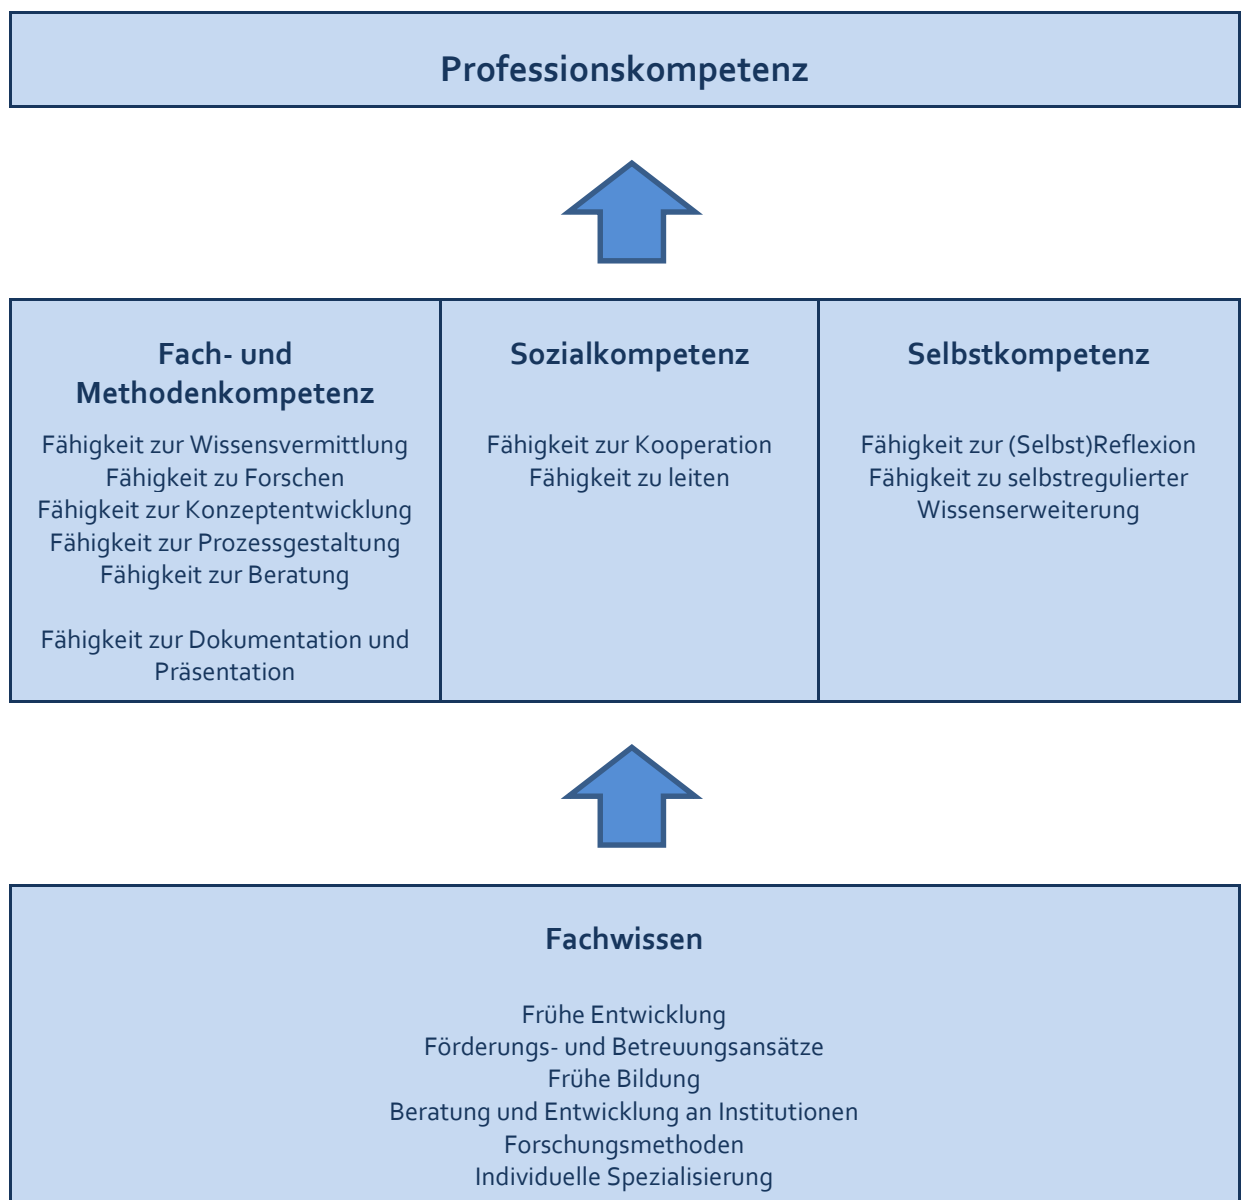 Professionskompetenz
Fach- und
Methodenkompetenz
Fähigkeit zur Wissensvermittlung
Fähigkeit zu Forschen
Fähigkeit zur Konzeptentwicklung
Fähigkeit zur Prozessgestaltung
Fähigkeit zur Beratung
Fähigkeit zur Dokumentation und
Präsentation
Sozialkompetenz
Fähigkeit zur Kooperation
Fähigkeit zu leiten
Selbstkompetenz
Fähigkeit zur (Selbst)Reflexion
Fähigkeit zu selbstregulierter
Wissenserweiterung
Fachwissen
Frühe Entwicklung
Förderungs- und Betreuungsansätze
Frühe Bildung
Beratung und Entwicklung an Institutionen
Forschungsmethoden
Individuelle Spezialisierung